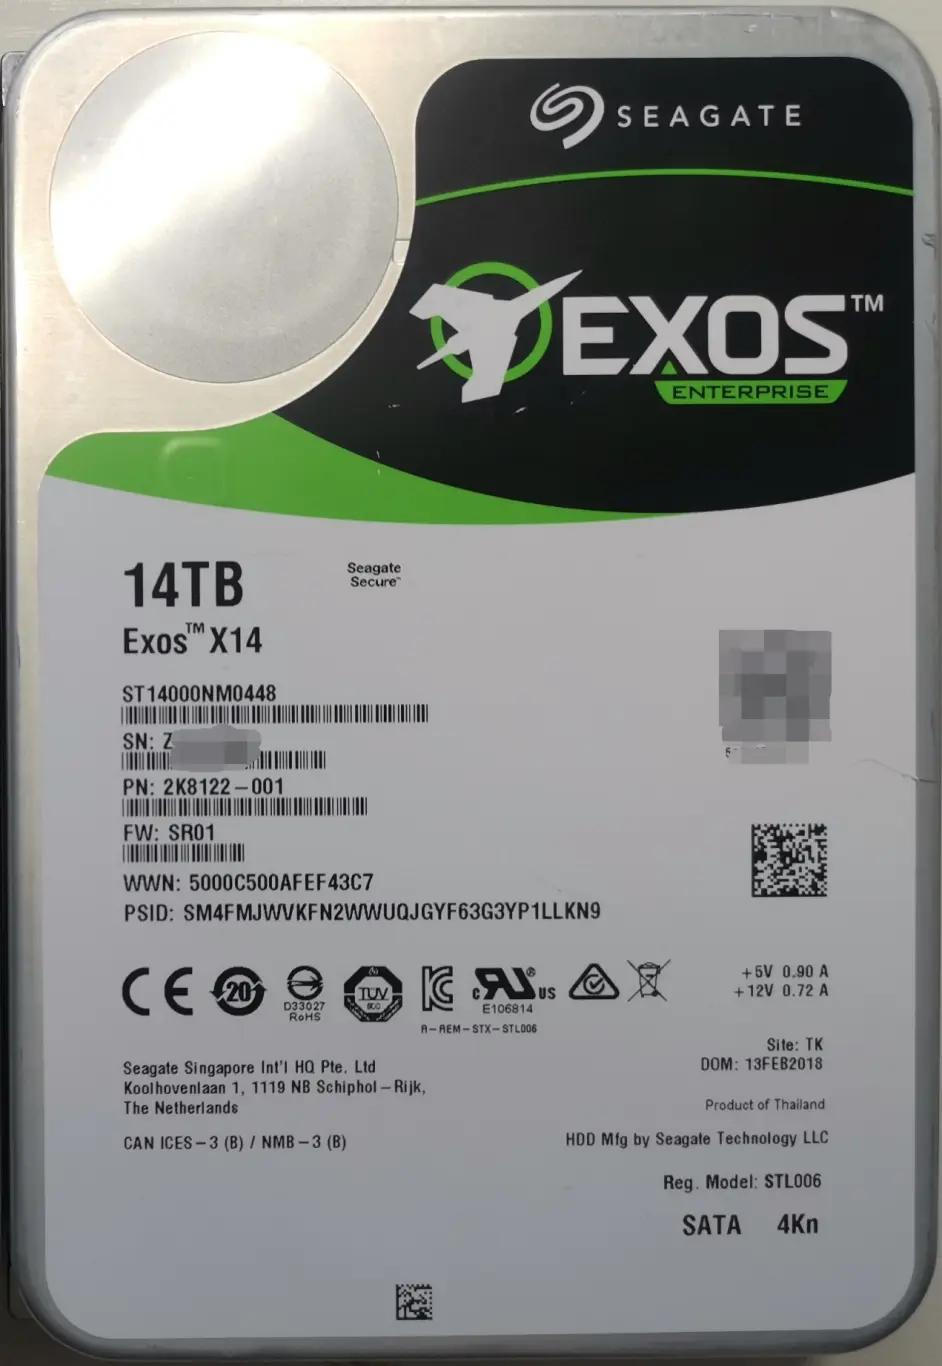 SEAGATE
EXOS™
ENTERPRISE
14TB
Seagate
Secure™
Exos™ X14
ST14000NM0448
SN: Z
PN: 2K8122-001
FW: SR01
WWN: 5000C500AFEF43C7
PSID: SM4FMJWVKFN2WWUQJGYF63G3YP1LLKN9
CE
20
D33027
RoHS
TÜV
c RU® US
E106814
R-REM-STX-STL006
+5V 0.90 A
+12V 0.72 A
Site: TK
DOM: 13FEB2018
Seagate Singapore Int'l HQ Pte. Ltd
Koolhovenlaan 1, 1119 NB Schiphol-Rijk,
The Netherlands
Product of Thailand
CAN ICES-3 (B) / NMB-3 (B)
HDD Mfg by Seagate Technology LLC
Reg. Model: STL006
SATA 4Kn